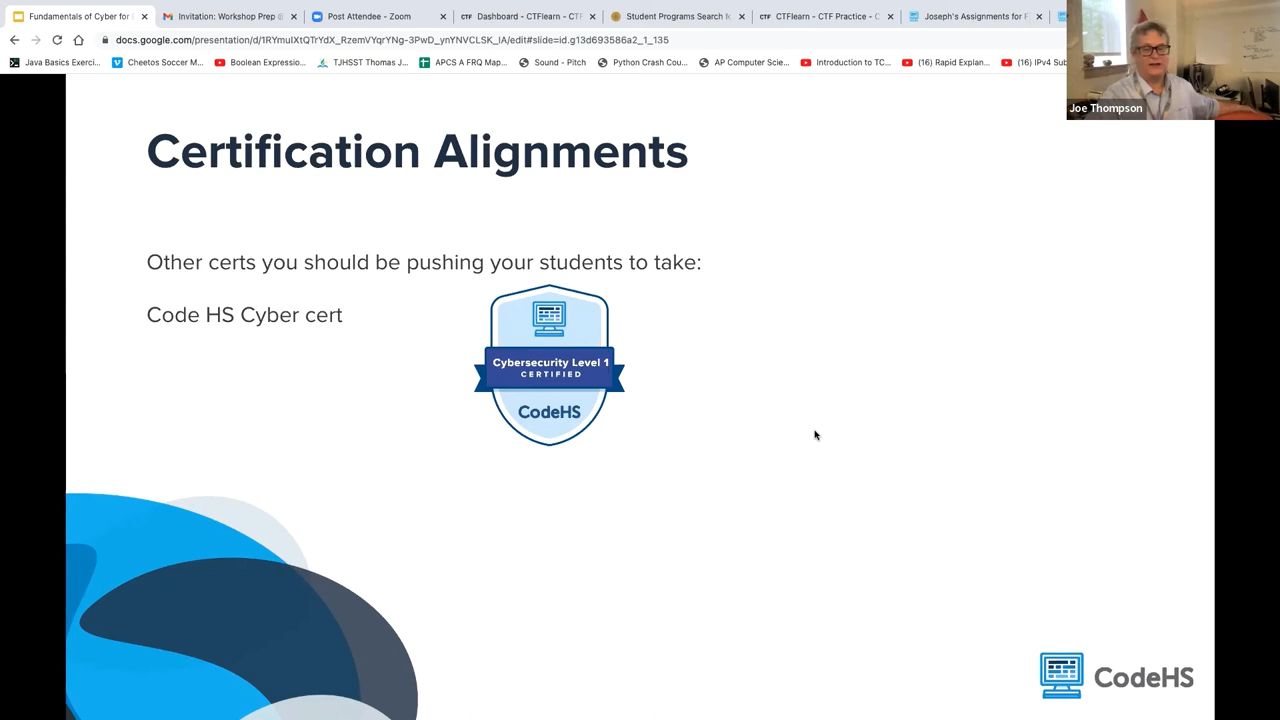 Fundamentals of Cyber for
Invitation: Workshop Prep @
Post Attendee - Zoom
CTF Dashboard - CTFlearn - CTF
Student Programs Search
CTF CTFlearn - CTF Practice - C
Joseph's Assignments for F
docs.google.com/presentation/d/1RYmuIXtQTrYdX_RzemVYqrYNg-3PwD_ynYNVCLSK_IA/edit#slide=id.g13d693586a2_1_135
Java Basics Exerci...
Cheetos Soccer M...
Boolean Expressio...
TJHSST Thomas J...
APCS A FRQ Map...
Sound - Pitch
Python Crash Cou...
AP Computer Scie...
Introduction to TC...
(16) Rapid Explan...
(16) IPv4 Sub
Joe Thompson
Certification Alignments
Other certs you should be pushing your students to take:
Code HS Cyber cert
Cybersecurity Level 1
CERTIFIED
CodeHS
CodeHS